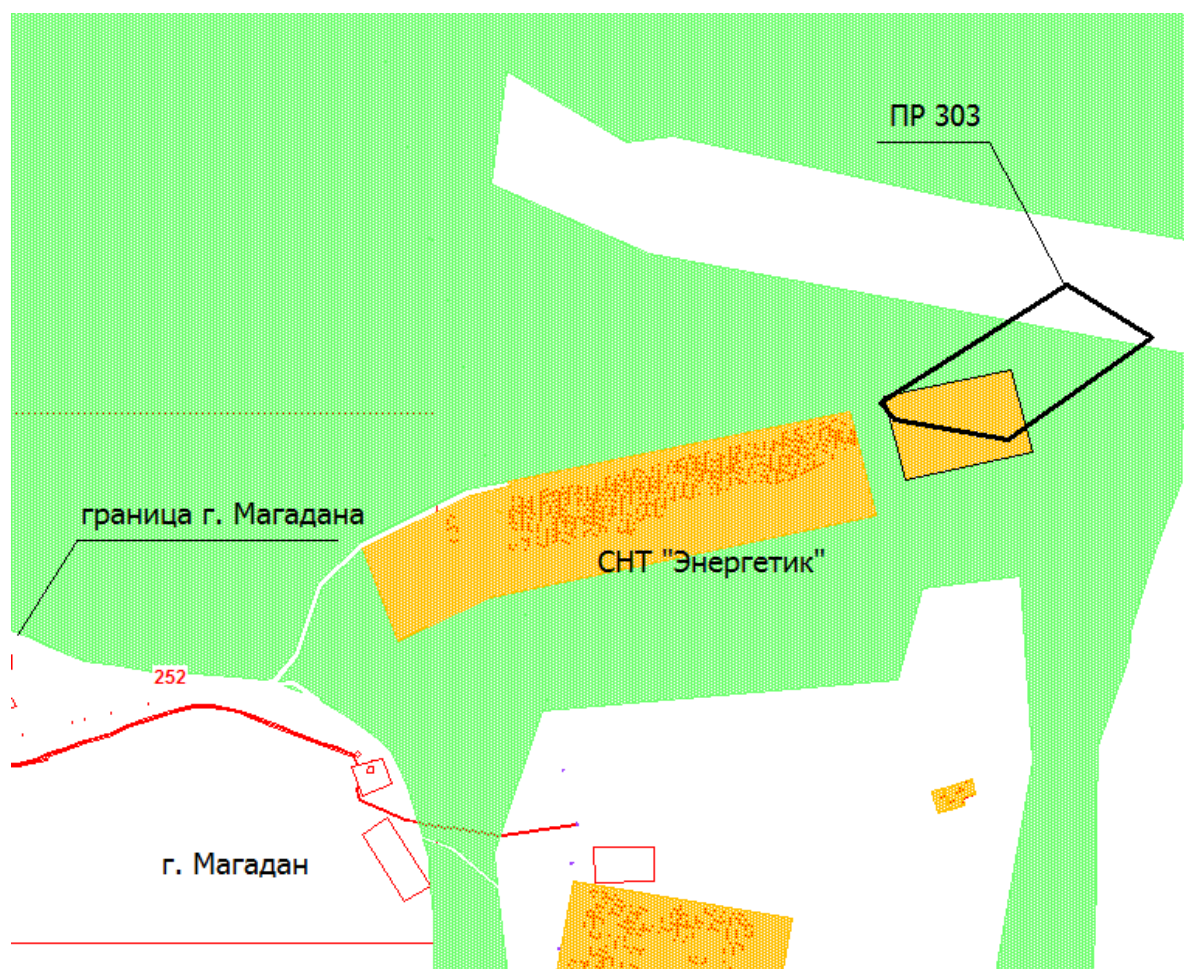 ПР 303
граница г. Магадана
СНТ "Энергетик"
252
г. Магадан